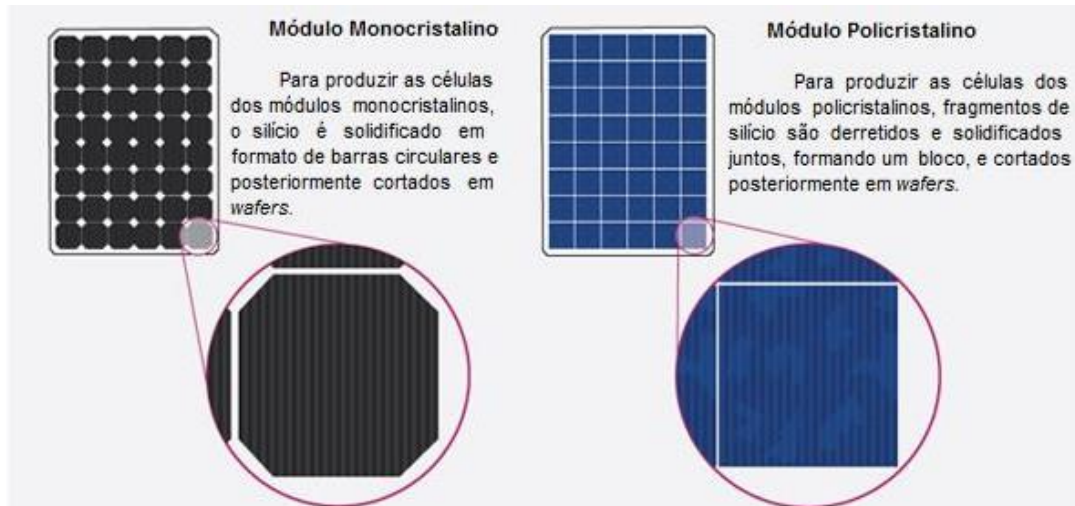 Módulo Monocristalino
Para produzir as células
dos módulos monocristalinos,
o silício é solidificado em
formato de barras circulares e
posteriormente cortados em
wafers.
Módulo Policristalino
Para produzir as células dos
módulos policristalinos, fragmentos de
silício são derretidos e solidificados
juntos, formando um bloco, e cortados
posteriormente em wafers.